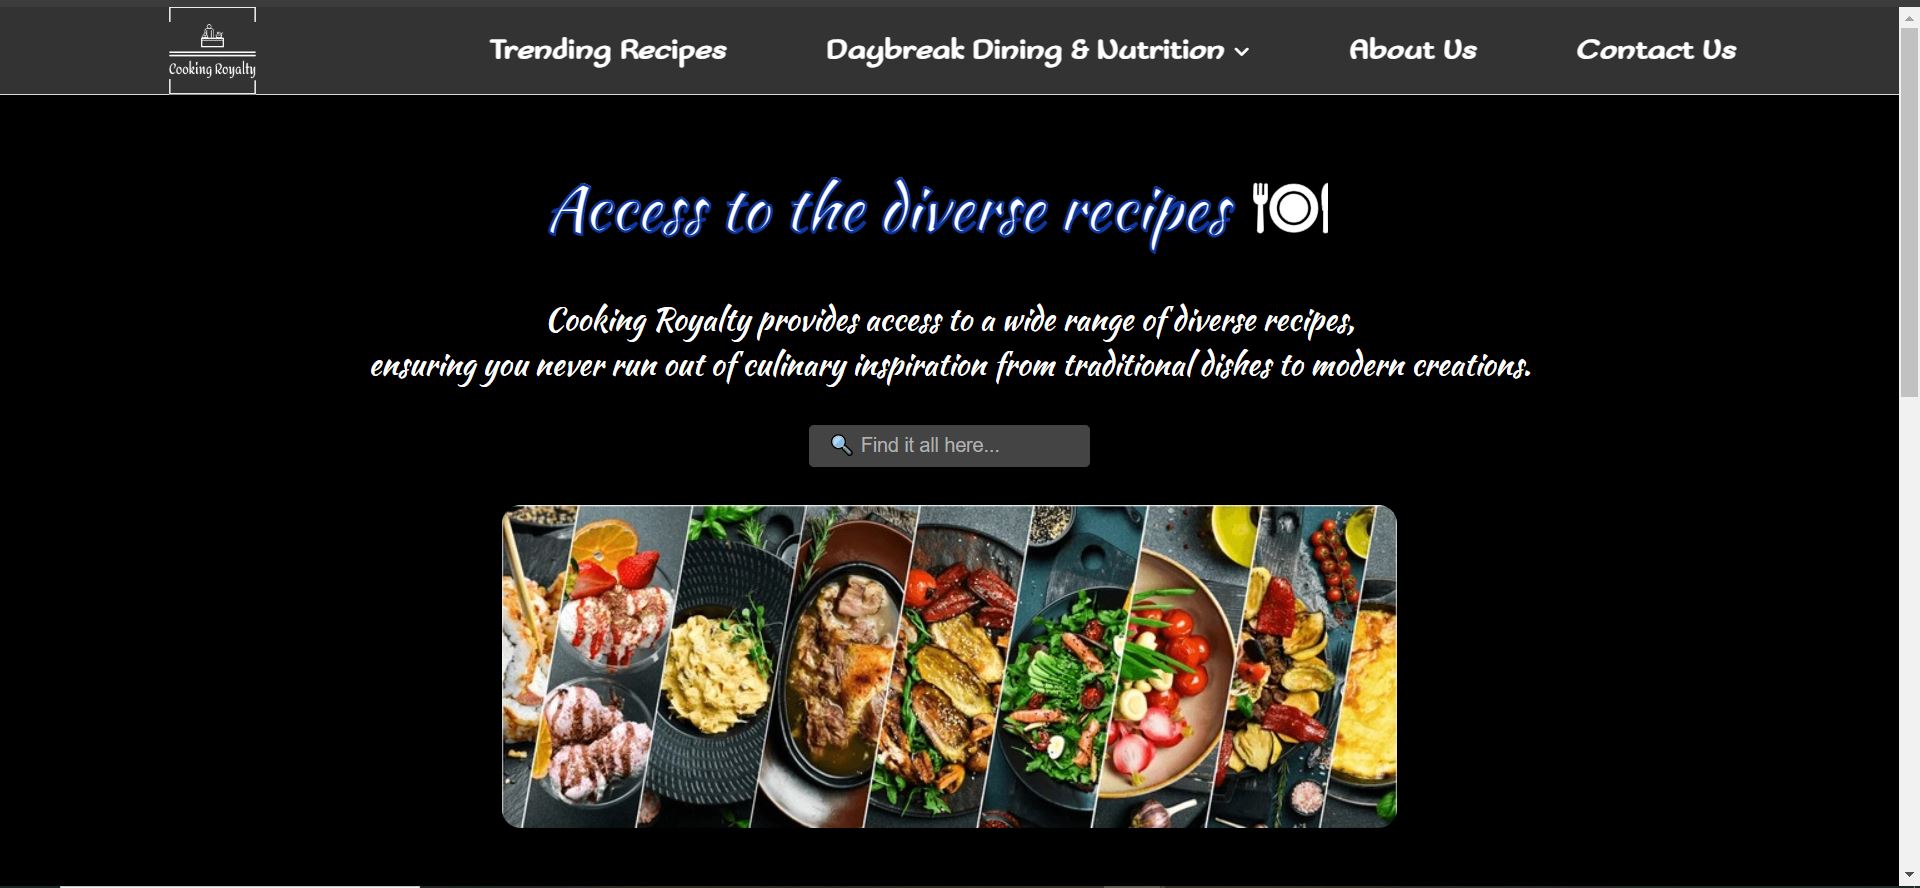 Cooking Royalty
Trending Recipes
Daybreak Dining & Nutrition
About Us
Contact Us
Access to the diverse recipes
Cooking Royalty provides access to a wide range of diverse recipes,
ensuring you never run out of culinary inspiration from traditional dishes to modern creations.
Find it all here...